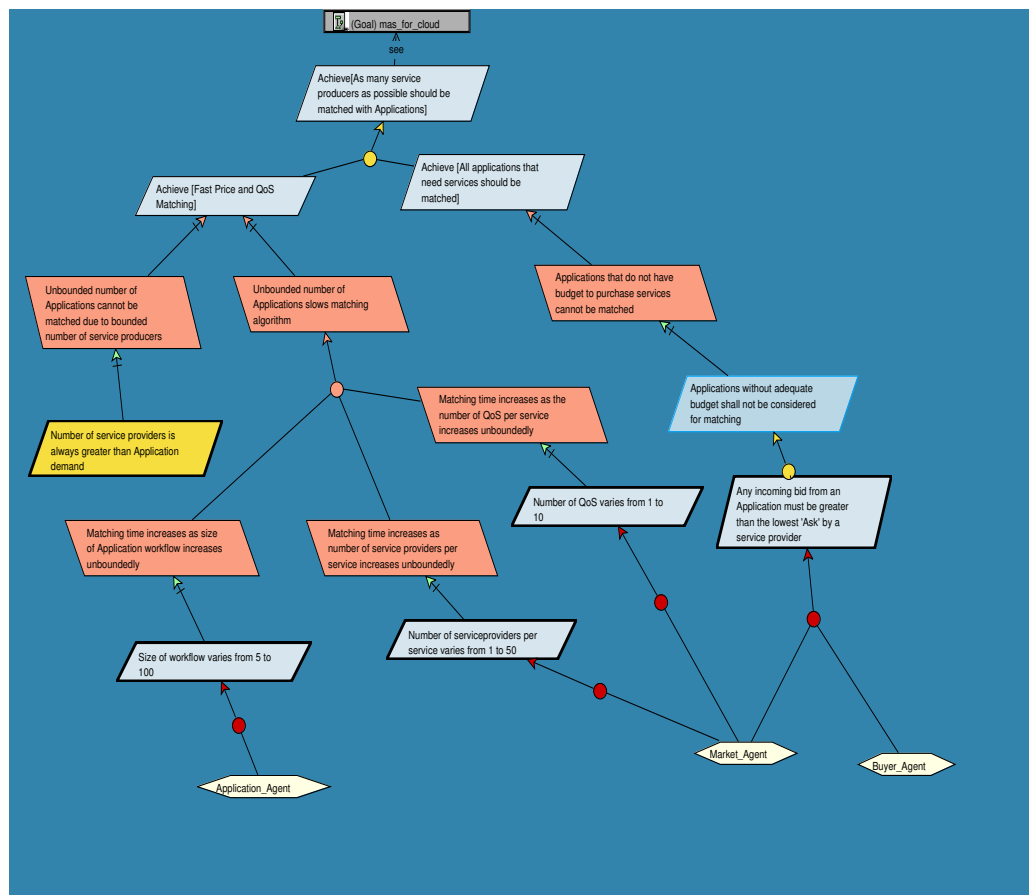 (Goal) mas_for_cloud
see
Achieve[As many service
producers as possible should be
matched with Applications]
Achieve [Fast Price and QoS
Matching]
Achieve [All applications that
need services should be
matched]
Unbounded number of
Applications cannot be
matched due to bounded
number of service producers
Unbounded number of
Applications slows matching
algorithm
Applications that do not have
budget to purchase services
cannot be matched
Number of service providers is
always greater than Application
demand
Matching time increases as the
number of QoS per service
increases unboundedly
Applications without adequate
budget shall not be considered
for matching
Matching time increases as size
of Application workflow increases
unboundedly
Matching time increases as
number of service providers per
service increases unboundedly
Number of QoS varies from 1 to
10
Any incoming bid from an
Application must be greater
than the lowest 'Ask' by a
service provider
Size of workflow varies from 5 to
100
Number of serviceproviders per
service varies from 1 to 50
Application_Agent
Market_Agent
Buyer_Agent